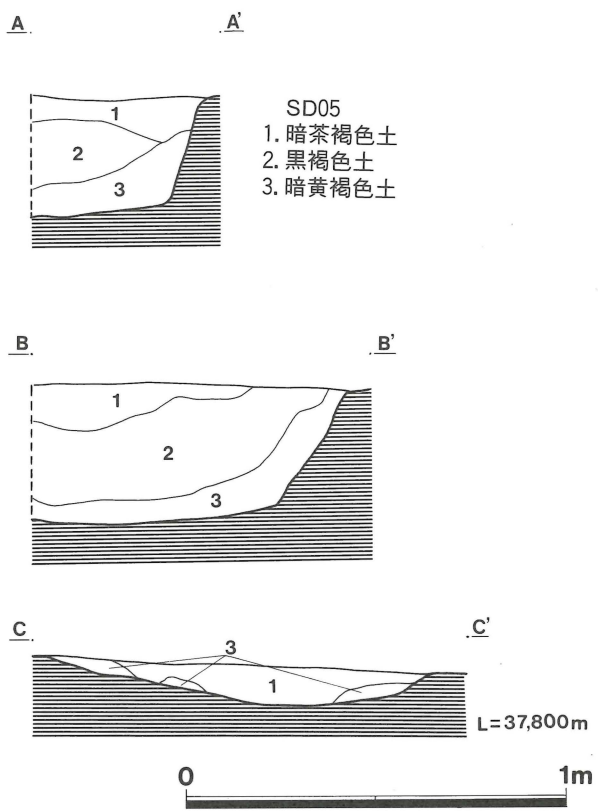 A A'
1
2
3
SD05
1. 暗茶褐色土
2. 黒褐色土
3. 暗黄褐色土
B B'
1
2
3
C C'
3
1
L=37,800m
0 1m